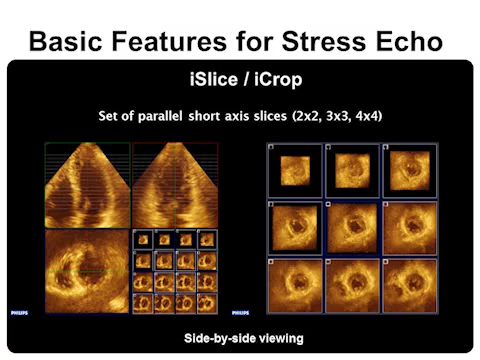 Basic Features for Stress Echo
iSlice / iCrop
Set of parallel short axis slices (2x2, 3x3, 4x4)
PHILIPS
PHILIPS
Side-by-side viewing